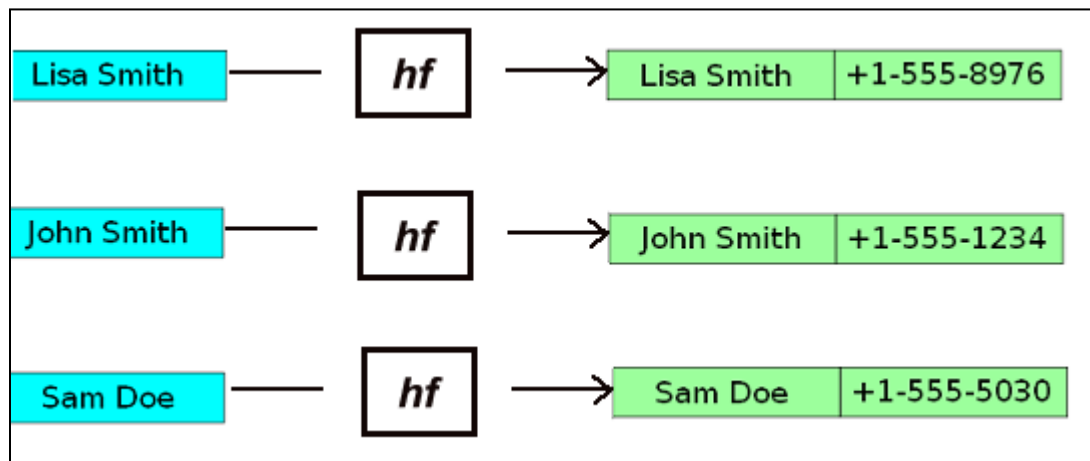 Lisa Smith hf Lisa Smith +1-555-8976
John Smith hf John Smith +1-555-1234
Sam Doe hf Sam Doe +1-555-5030